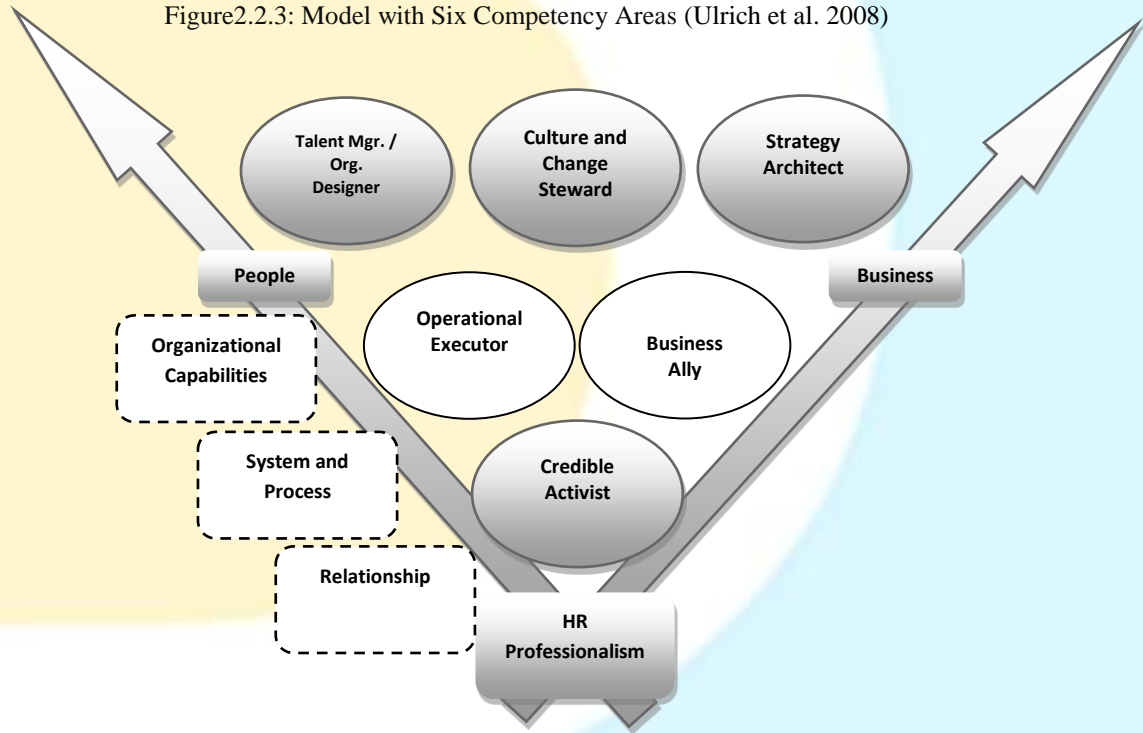 Figure2.2.3: Model with Six Competency Areas (Ulrich et al. 2008)
Talent Mgr. /
Org.
Designer
Culture and
Change
Steward
Strategy
Architect
People
Business
Organizational
Capabilities
Operational
Executor
Business
Ally
System and
Process
Credible
Activist
Relationship
HR
Professionalism